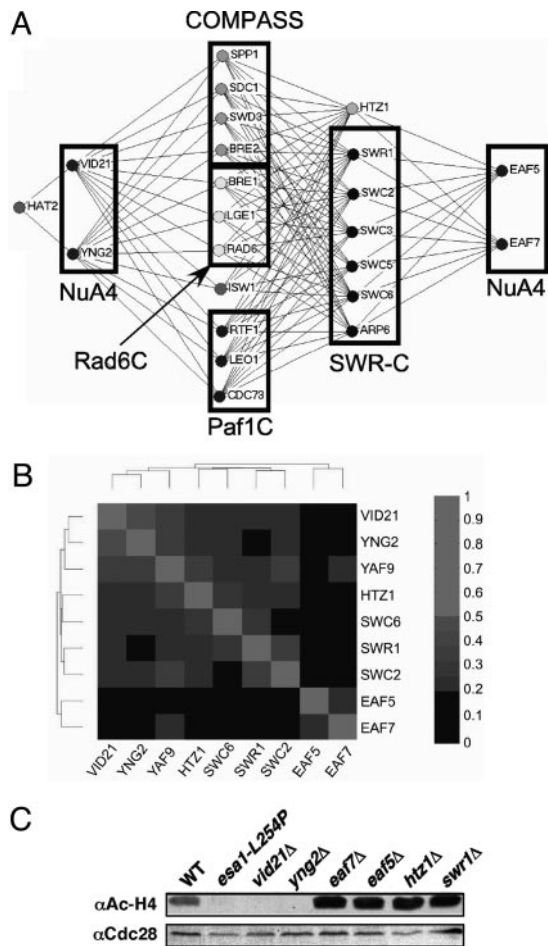 A
COMPASS
SPP1
SDC1
SWD3
BRE2
HTZ1
VID21
HAT2
YNG2
NuA4
BRE1
LGE1
RAD6
SWR1
SWC2
SWC3
SWC5
SWC6
ARP6
SWR-C
EAF5
EAF7
NuA4
ISW1
Rad6C
RTF1
LEO1
CDC73
Paf1C
B
VID21
YNG2
YAF9
HTZ1
SWC6
SWR1
SWC2
EAF5
EAF7
VID21 YNG2 YAF9 HTZ1 SWC6 SWR1 SWC2 EAF5 EAF7
1
0.9
0.8
0.7
0.6
0.5
0.4
0.3
0.2
0.1
0
C
WT esa1-L254P vid21Δ yng2Δ eaf7Δ eaf5Δ htz1Δ swr1Δ
αAc-H4
αCdc28